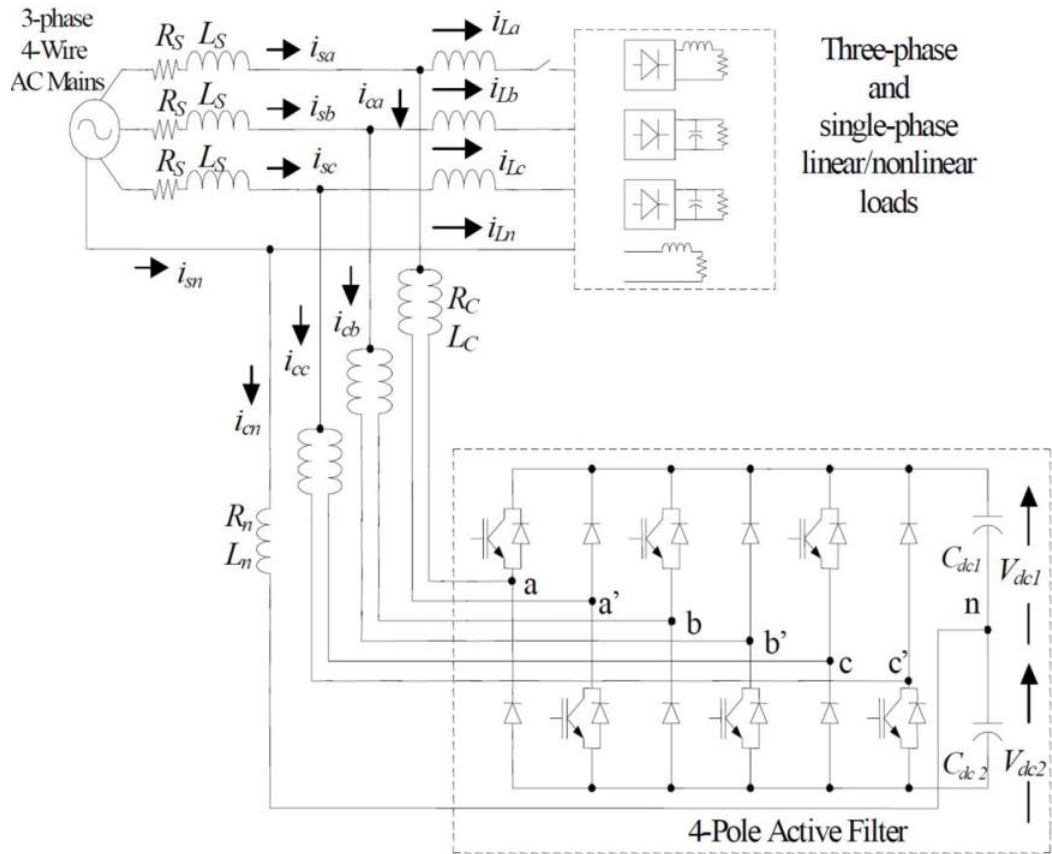 3-phase
4-Wire
AC Mains
R_S L_S
i_sa
i_La
R_S L_S
i_sb
i_ca
i_Lb
R_S L_S
i_sc
i_Lc
i_Ln
i_sn
Three-phase
and
single-phase
linear/nonlinear
loads
R_C
L_C
i_cb
i_cc
i_cn
R_n
L_n
a
a’
b
b’
c
c’
n
C_dc1
V_dc1
C_dc 2
V_dc2
4-Pole Active Filter